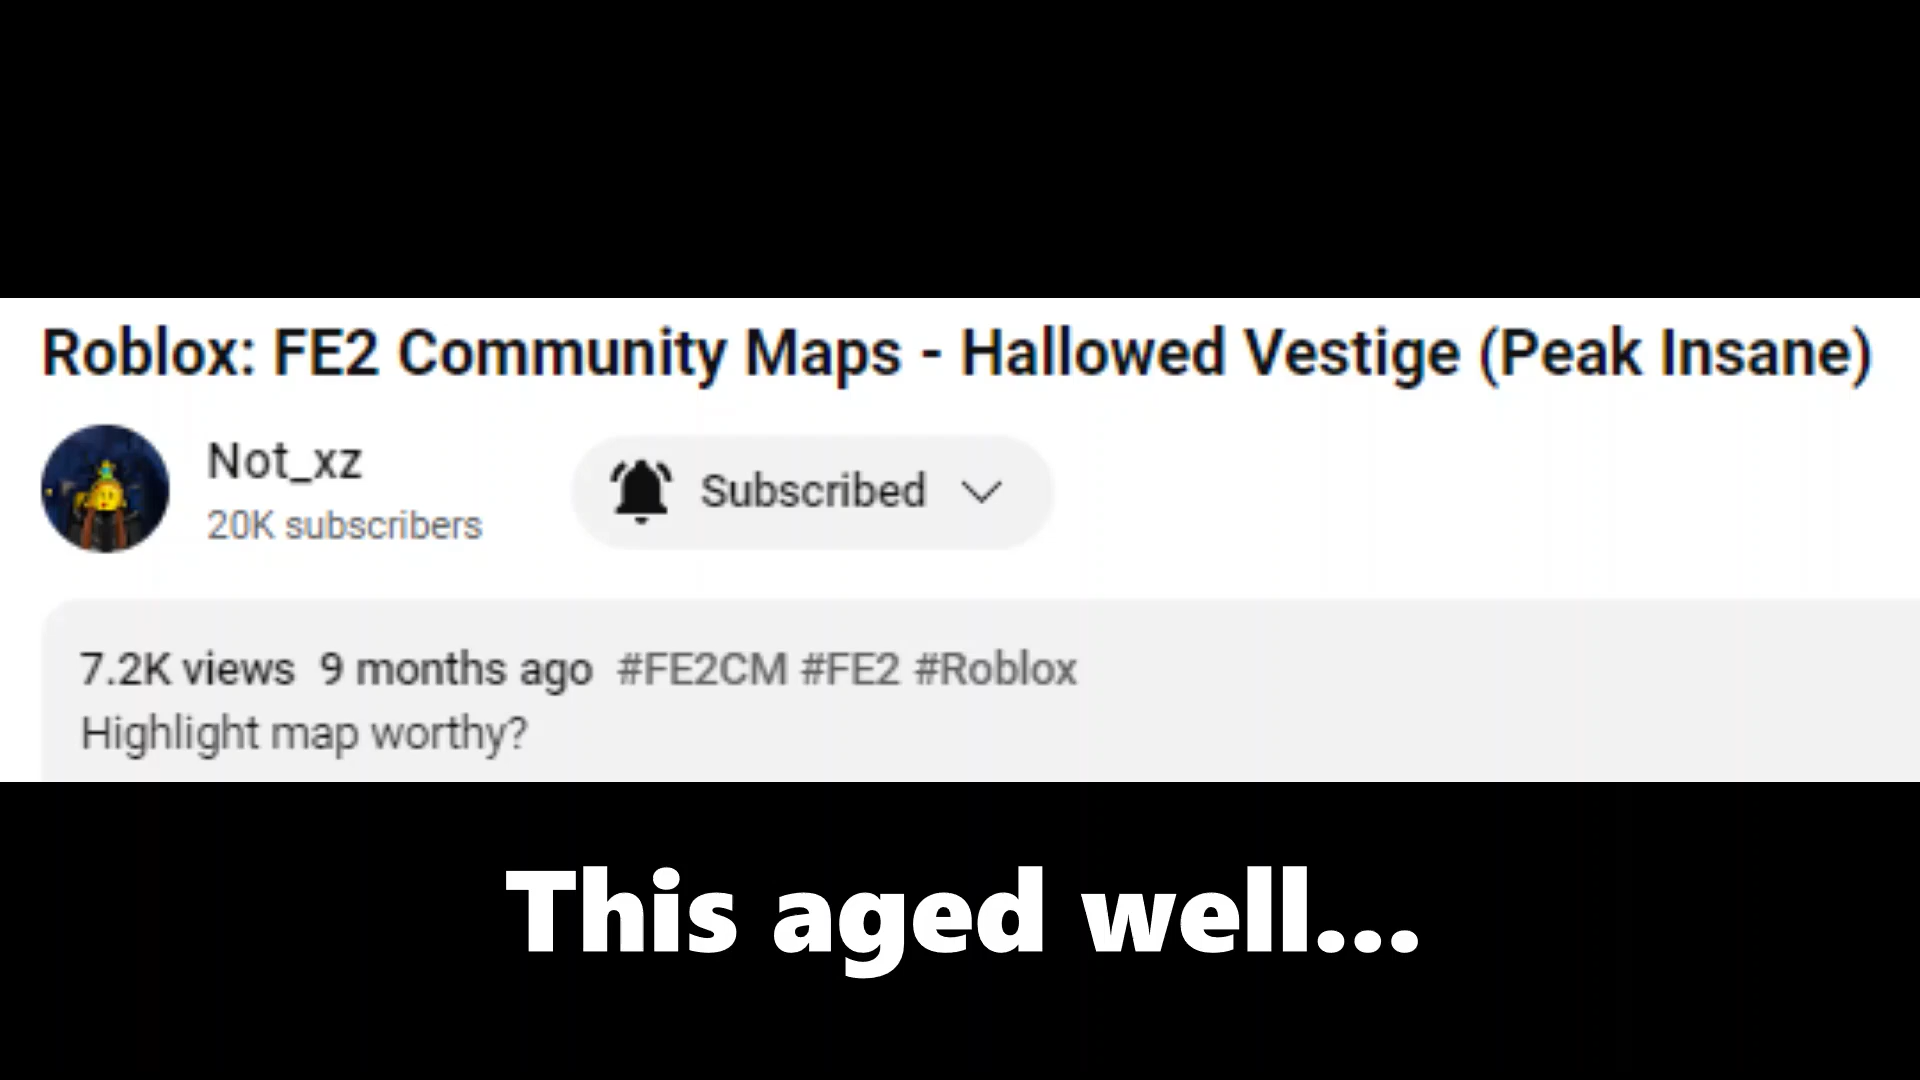 Roblox: FE2 Community Maps - Hallowed Vestige (Peak Insane)
Not_xz
20K subscribers
Subscribed
7.2K views 9 months ago #FE2CM #FE2 #Roblox
Highlight map worthy?
This aged well...